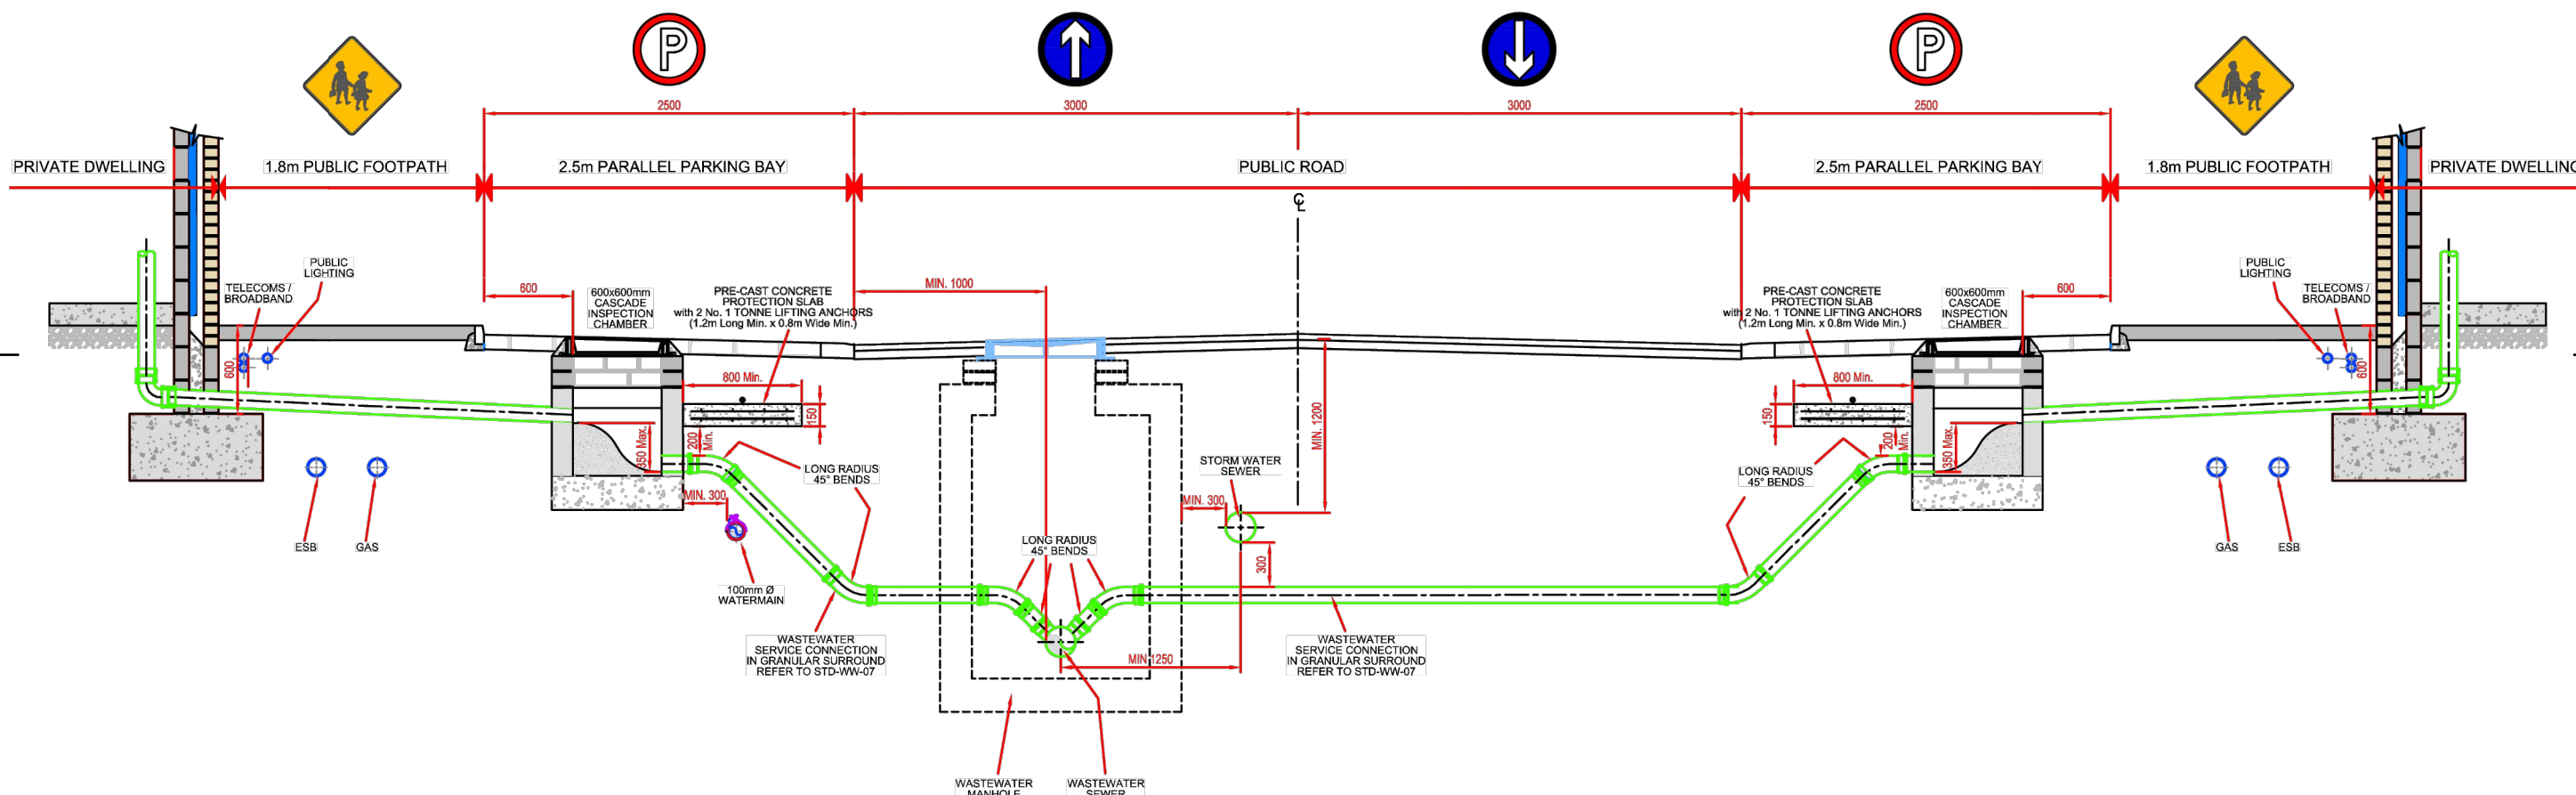 P
P
2500
3000
3000
2500
PRIVATE DWELLING
1.8m PUBLIC FOOTPATH
2.5m PARALLEL PARKING BAY
PUBLIC ROAD
2.5m PARALLEL PARKING BAY
1.8m PUBLIC FOOTPATH
PRIVATE DWELLING
℄
PUBLIC
LIGHTING
TELECOMS /
BROADBAND
600
600
600x600mm
CASCADE
INSPECTION
CHAMBER
PRE-CAST CONCRETE
PROTECTION SLAB
with 2 No. 1 TONNE LIFTING ANCHORS
(1.2m Long Min. x 0.8m Wide Min.)
MIN. 1000
800 Min.
150
200
Min.
350 Max.
MIN. 300
LONG RADIUS
45° BENDS
100mm Ø
WATERMAIN
ESB
GAS
WASTEWATER
SERVICE CONNECTION
IN GRANULAR SURROUND
REFER TO STD-WW-07
LONG RADIUS
45° BENDS
WASTEWATER
MANHOLE
WASTEWATER
SEWER
MIN 1250
MIN. 300
300
STORM WATER
SEWER
MIN. 1200
WASTEWATER
SERVICE CONNECTION
IN GRANULAR SURROUND
REFER TO STD-WW-07
PRE-CAST CONCRETE
PROTECTION SLAB
with 2 No. 1 TONNE LIFTING ANCHORS
(1.2m Long Min. x 0.8m Wide Min.)
600x600mm
CASCADE
INSPECTION
CHAMBER
600
800 Min.
150
200
Min.
350 Max.
LONG RADIUS
45° BENDS
PUBLIC
LIGHTING
TELECOMS /
BROADBAND
600
GAS
ESB